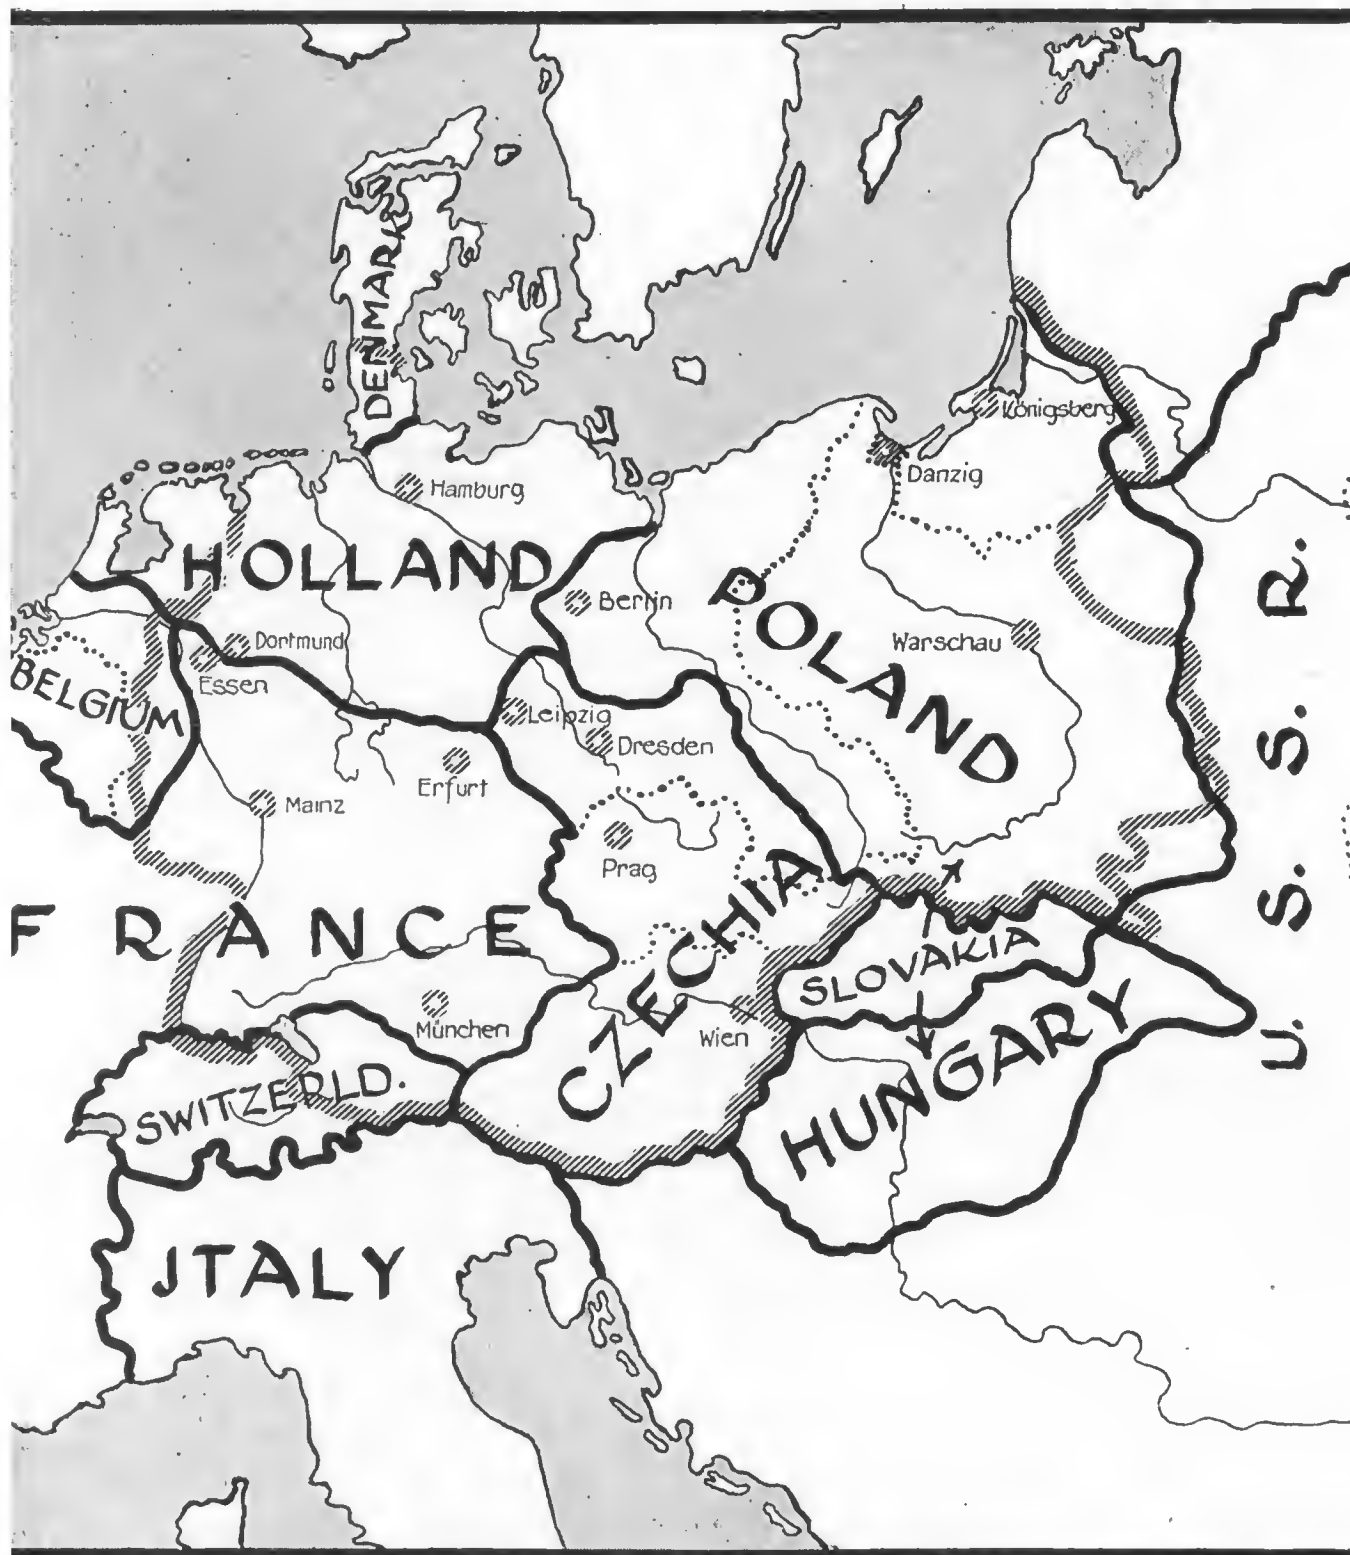 DENMARK
Königsberg
Danzig
Hamburg
HOLLAND
Berlin
POLAND
Warschau
U. S. S. R.
Dortmund
Essen
BELGIUM
Leipzig
Dresden
Erfurt
Mainz
Prag
FRANCE
CZECHIA
SLOVAKIA
München
Wien
HUNGARY
SWITZERLD.
JTALY